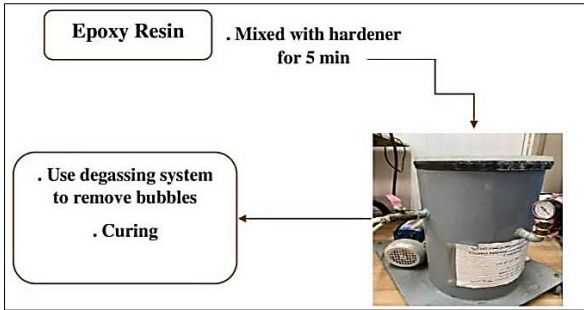 Epoxy Resin
. Mixed with hardener
for 5 min
. Use degassing system
to remove bubbles
. Curing